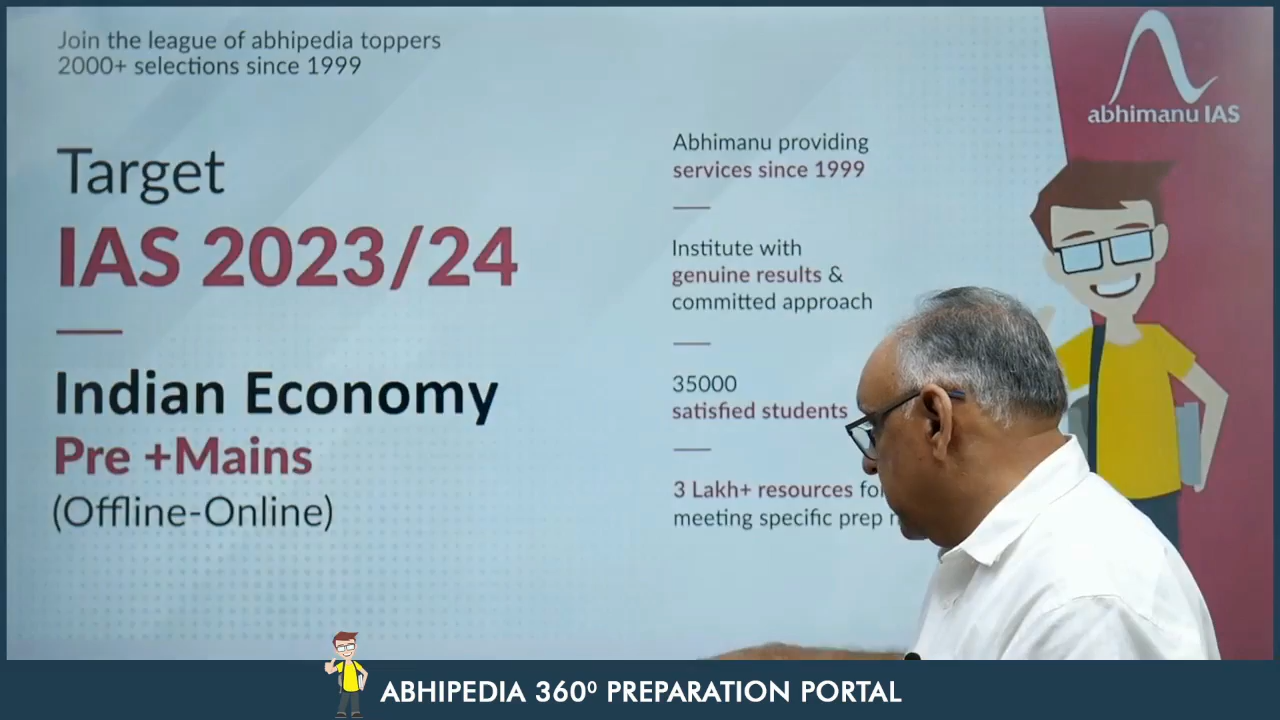 Join the league of abhipedia toppers
2000+ selections since 1999
Target
IAS 2023/24
Indian Economy
Pre +Mains
(Offline-Online)
abhimanu IAS
Abhimanu providing
services since 1999
Institute with
genuine results &
committed approach
35000
satisfied students
3 Lakh+ resources
meeting specific prep
ABHIPEDIA 360⁰ PREPARATION PORTAL